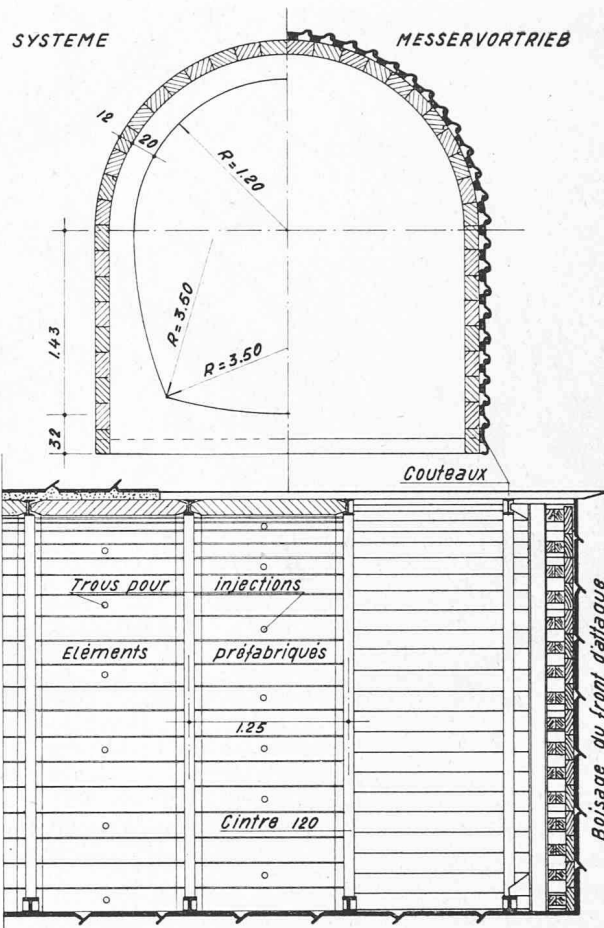 SYSTEME MESSERVORTRIEB
12
20
R=1.20
R=3.50
1.43
R=3.50
32
Couteaux
Trous pour injections
Eléments préfabriqués
1.25
Cintre 120
Boisage du front d'attaque